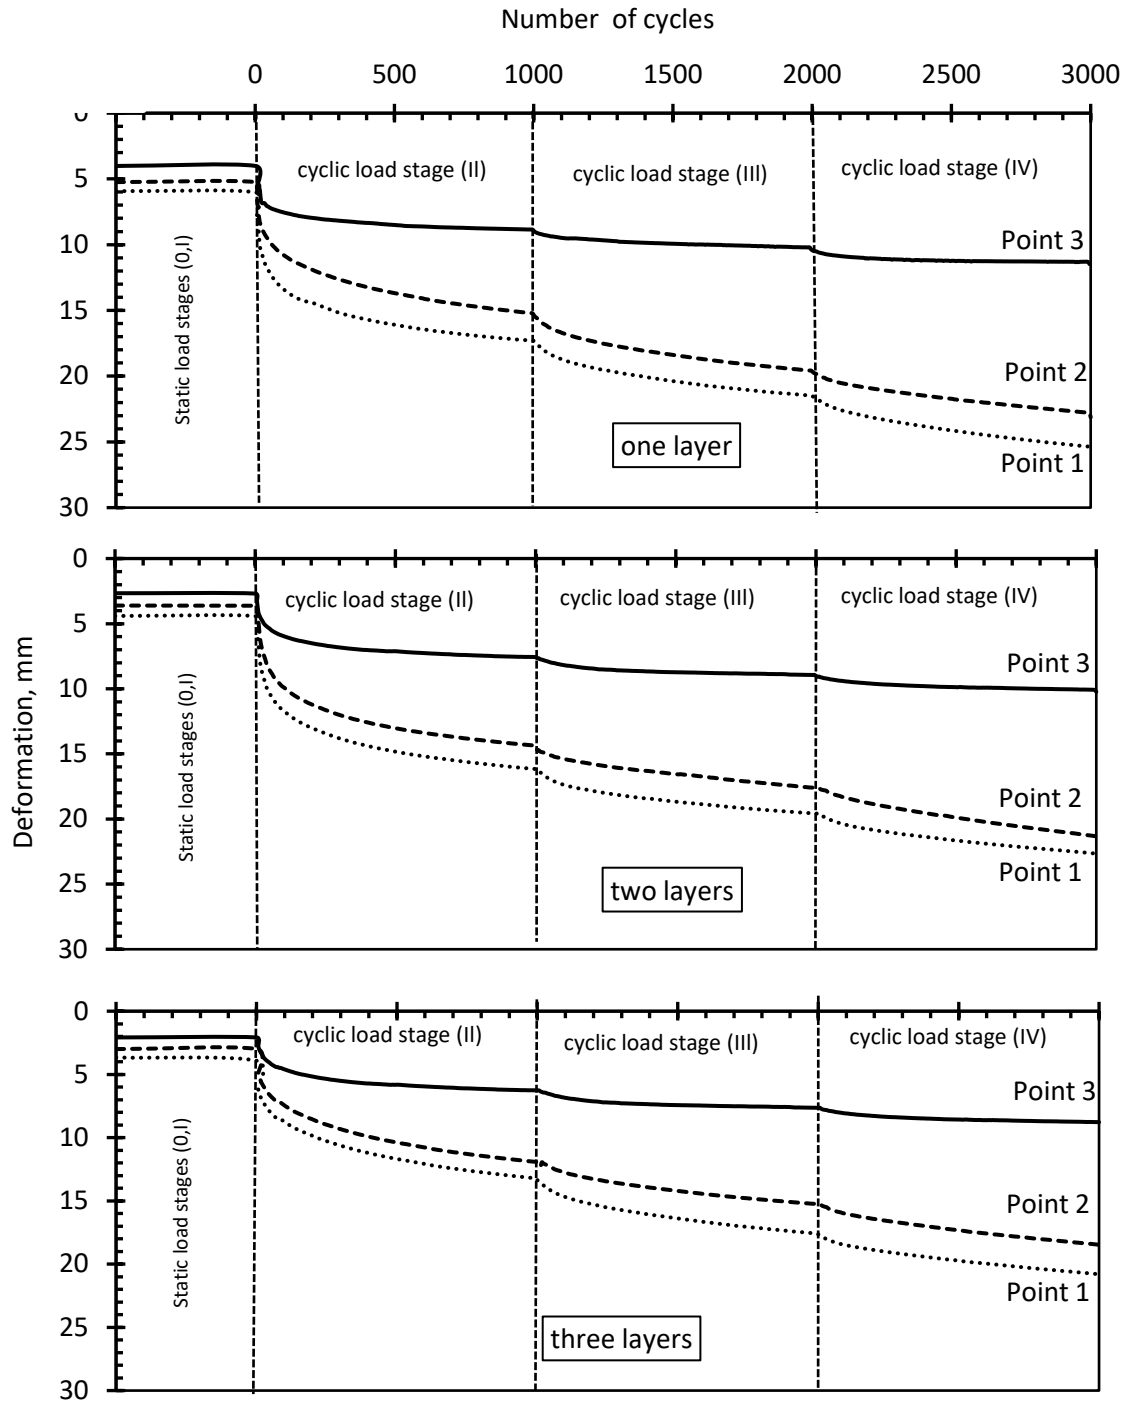 Number of cycles
0 500 1000 1500 2000 2500 3000
0
5
10
15
20
25
30
Static load stages (0,I)
cyclic load stage (II)
cyclic load stage (III)
cyclic load stage (IV)
Point 3
Point 2
Point 1
one layer
Deformation, mm
0
5
10
15
20
25
30
Static load stages (0,I)
cyclic load stage (II)
cyclic load stage (III)
cyclic load stage (IV)
Point 3
Point 2
Point 1
two layers
0
5
10
15
20
25
30
Static load stages (0,I)
cyclic load stage (II)
cyclic load stage (III)
cyclic load stage (IV)
Point 3
Point 2
Point 1
three layers